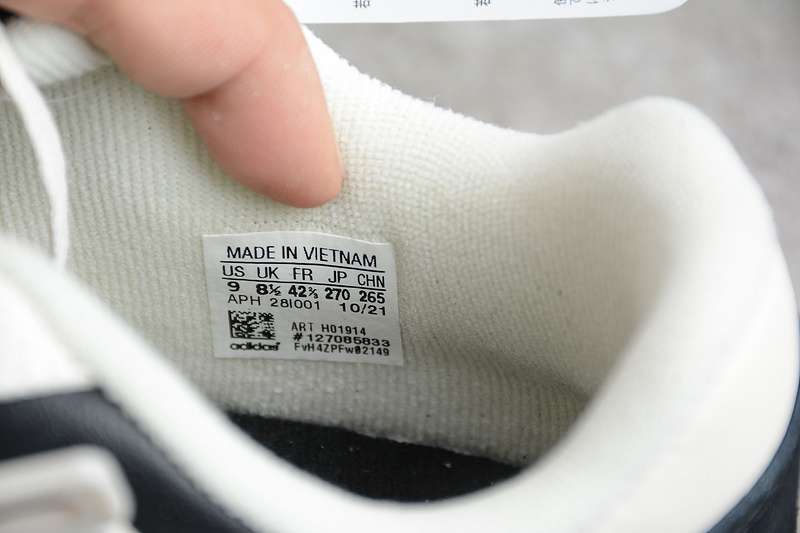 MADE IN VIETNAM
US UK FR JP CHN
9 8½ 42⅔ 270 265
APH 28I001 10/21
ART H01914
# 127085833
adidas FvH4ZPFw02149